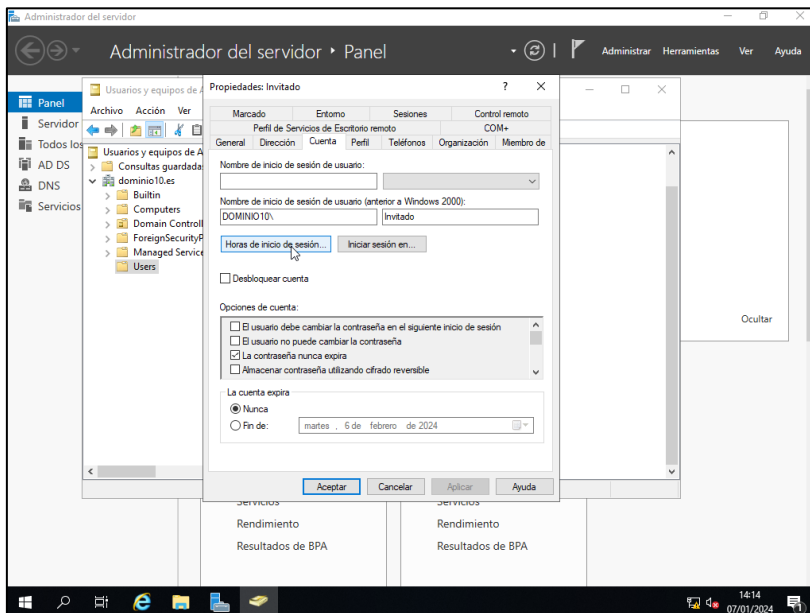 Administrador del servidor
Administrador del servidor ‣ Panel
Administrar Herramientas Ver Ayuda
Panel
Servidor
Todos los
AD DS
DNS
Servicios
Usuarios y equipos de A
Archivo Acción Ver
Usuarios y equipos de A
Consultas guardadas
dominio10.es
Builtin
Computers
Domain Controll
ForeignSecurityP
Managed Service
Users
Propiedades: Invitado
Marcado Entorno Sesiones Control remoto
Perfil de Servicios de Escritorio remoto COM+
General Dirección Cuenta Perfil Teléfonos Organización Miembro de
Nombre de inicio de sesión de usuario:
Nombre de inicio de sesión de usuario (anterior a Windows 2000):
DOMINIO10\ Invitado
Horas de inicio de sesión... Iniciar sesión en...
Desbloquear cuenta
Opciones de cuenta:
El usuario debe cambiar la contraseña en el siguiente inicio de sesión
El usuario no puede cambiar la contraseña
La contraseña nunca expira
Almacenar contraseña utilizando cifrado reversible
La cuenta expira
Nunca
Fin de: martes , 6 de febrero de 2024
Aceptar Cancelar Aplicar Ayuda
Ocultar
Servicios Servicios
Rendimiento Rendimiento
Resultados de BPA Resultados de BPA
14:14
07/01/2024